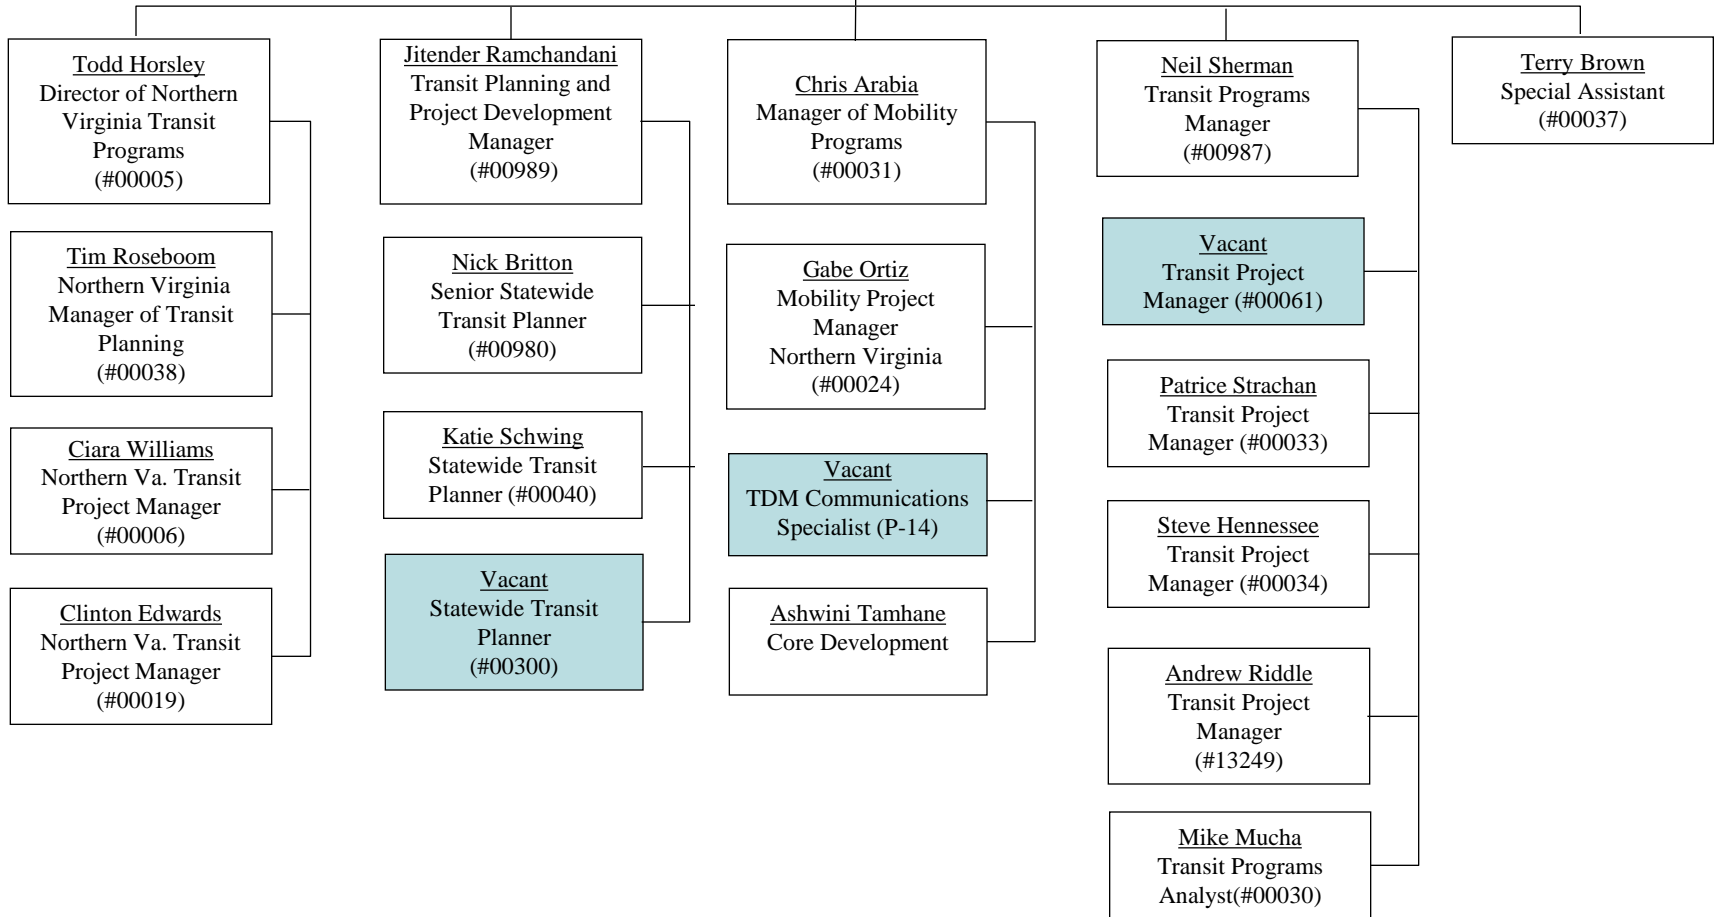 Todd Horsley
Director of Northern
Virginia Transit
Programs
(#00005)
Tim Roseboom
Northern Virginia
Manager of Transit
Planning
(#00038)
Ciara Williams
Northern Va. Transit
Project Manager
(#00006)
Clinton Edwards
Northern Va. Transit
Project Manager
(#00019)
Jitender Ramchandani
Transit Planning and
Project Development
Manager
(#00989)
Nick Britton
Senior Statewide
Transit Planner
(#00980)
Katie Schwing
Statewide Transit
Planner (#00040)
Vacant
Statewide Transit
Planner
(#00300)
Chris Arabia
Manager of Mobility
Programs
(#00031)
Gabe Ortiz
Mobility Project
Manager
Northern Virginia
(#00024)
Vacant
TDM Communications
Specialist (P-14)
Ashwini Tamhane
Core Development
Neil Sherman
Transit Programs
Manager
(#00987)
Vacant
Transit Project
Manager (#00061)
Patrice Strachan
Transit Project
Manager (#00033)
Steve Hennessee
Transit Project
Manager (#00034)
Andrew Riddle
Transit Project
Manager
(#13249)
Mike Mucha
Transit Programs
Analyst(#00030)
Terry Brown
Special Assistant
(#00037)